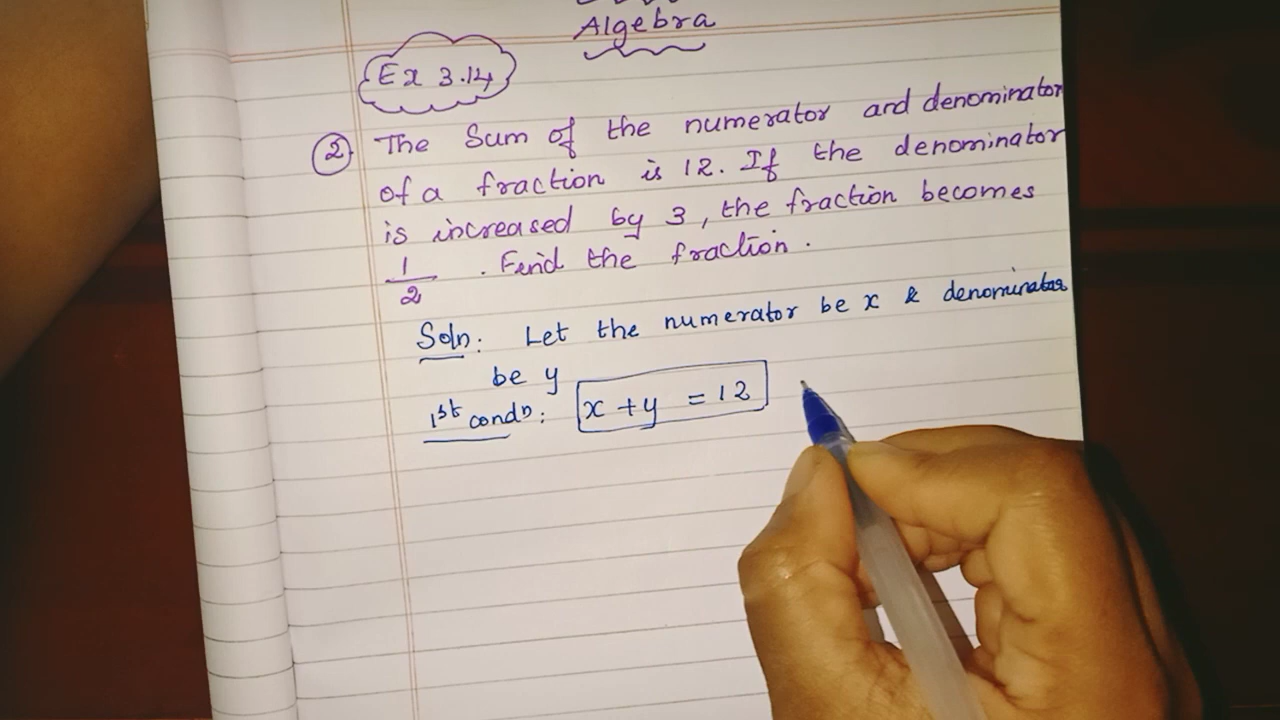 Algebra
Ex 3.14
② The Sum of the numerator and denominator
of a fraction is 12. If the denominator
is increased by 3, the fraction becomes
1/2 . Find the fraction.
Soln: Let the numerator be x & denominator
be y
1st condn: x + y = 12